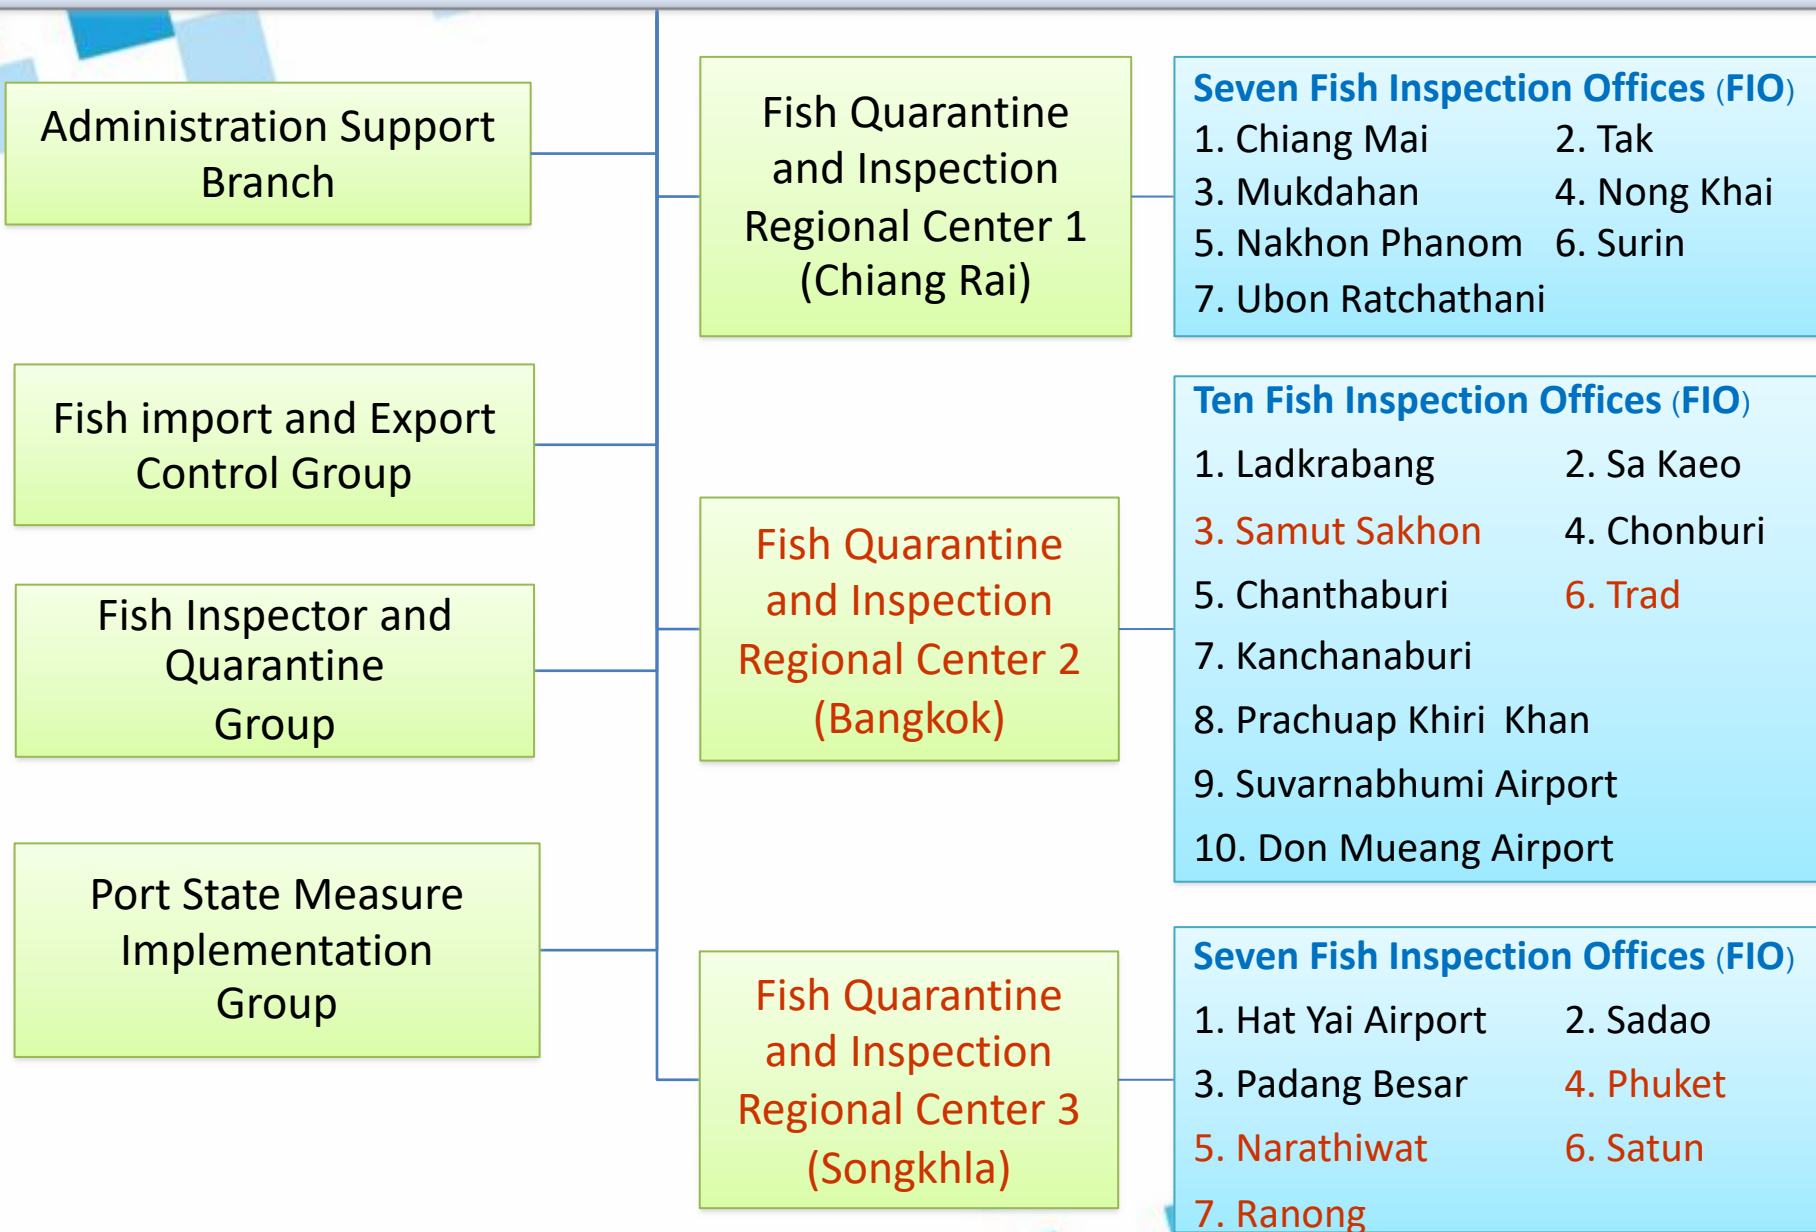 Administration Support
Branch
Fish import and Export
Control Group
Fish Inspector and
Quarantine
Group
Port State Measure
Implementation
Group
Fish Quarantine
and Inspection
Regional Center 1
(Chiang Rai)
Seven Fish Inspection Offices (FIO)
1. Chiang Mai 2. Tak
3. Mukdahan 4. Nong Khai
5. Nakhon Phanom 6. Surin
7. Ubon Ratchathani
Fish Quarantine
and Inspection
Regional Center 2
(Bangkok)
Ten Fish Inspection Offices (FIO)
1. Ladkrabang 2. Sa Kaeo
3. Samut Sakhon 4. Chonburi
5. Chanthaburi 6. Trad
7. Kanchanaburi
8. Prachuap Khiri Khan
9. Suvarnabhumi Airport
10. Don Mueang Airport
Fish Quarantine
and Inspection
Regional Center 3
(Songkhla)
Seven Fish Inspection Offices (FIO)
1. Hat Yai Airport 2. Sadao
3. Padang Besar 4. Phuket
5. Narathiwat 6. Satun
7. Ranong